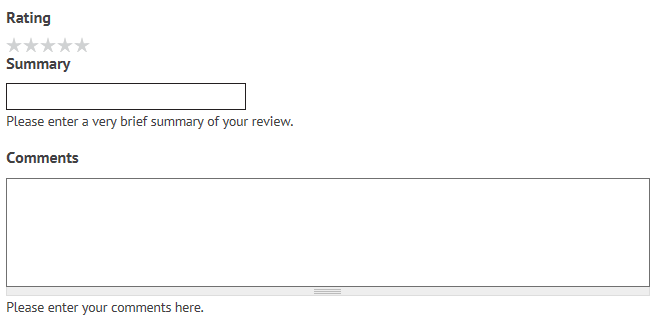 Rating
Summary
Please enter a very brief summary of your review.
Comments
Please enter your comments here.